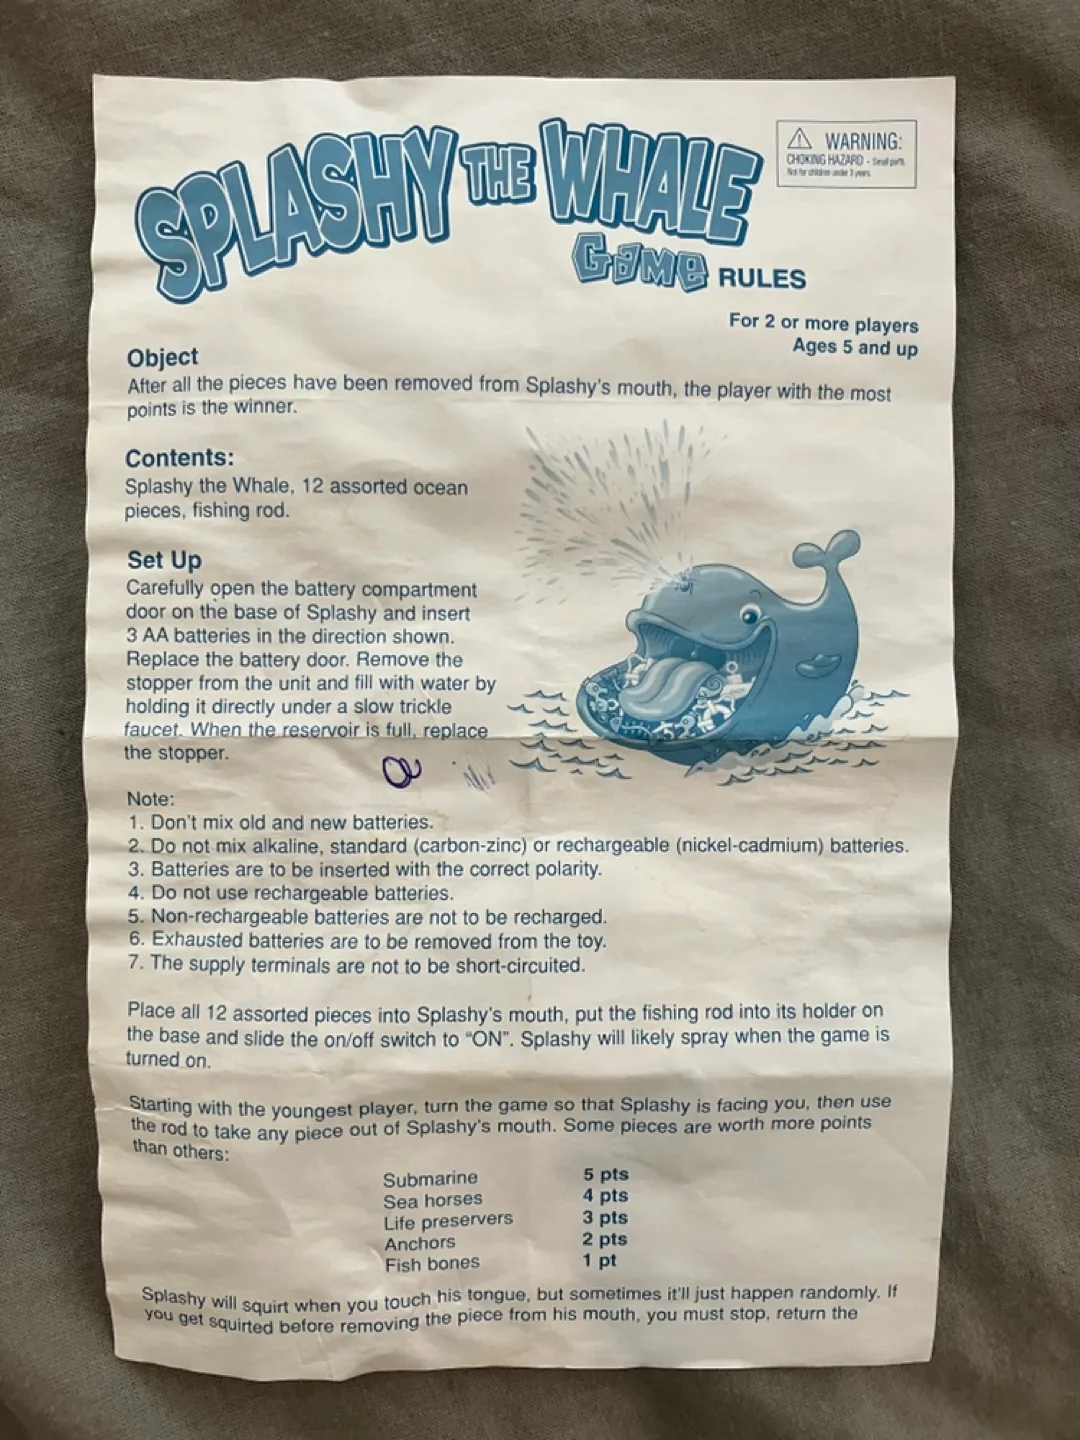 SPLASHY THE WHALE
Game RULES
⚠ WARNING:
CHOKING HAZARD - Small parts.
Not for children under 3 years.
For 2 or more players
Ages 5 and up
Object
After all the pieces have been removed from Splashy's mouth, the player with the most
points is the winner.
Contents:
Splashy the Whale, 12 assorted ocean
pieces, fishing rod.
Set Up
Carefully open the battery compartment
door on the base of Splashy and insert
3 AA batteries in the direction shown.
Replace the battery door. Remove the
stopper from the unit and fill with water by
holding it directly under a slow trickle
faucet. When the reservoir is full, replace
the stopper.
Note:
1. Don't mix old and new batteries.
2. Do not mix alkaline, standard (carbon-zinc) or rechargeable (nickel-cadmium) batteries.
3. Batteries are to be inserted with the correct polarity.
4. Do not use rechargeable batteries.
5. Non-rechargeable batteries are not to be recharged.
6. Exhausted batteries are to be removed from the toy.
7. The supply terminals are not to be short-circuited.
Place all 12 assorted pieces into Splashy's mouth, put the fishing rod into its holder on
the base and slide the on/off switch to “ON”. Splashy will likely spray when the game is
turned on.
Starting with the youngest player, turn the game so that Splashy is facing you, then use
the rod to take any piece out of Splashy's mouth. Some pieces are worth more points
than others:
Submarine 5 pts
Sea horses 4 pts
Life preservers 3 pts
Anchors 2 pts
Fish bones 1 pt
Splashy will squirt when you touch his tongue, but sometimes it'll just happen randomly. If
you get squirted before removing the piece from his mouth, you must stop, return the